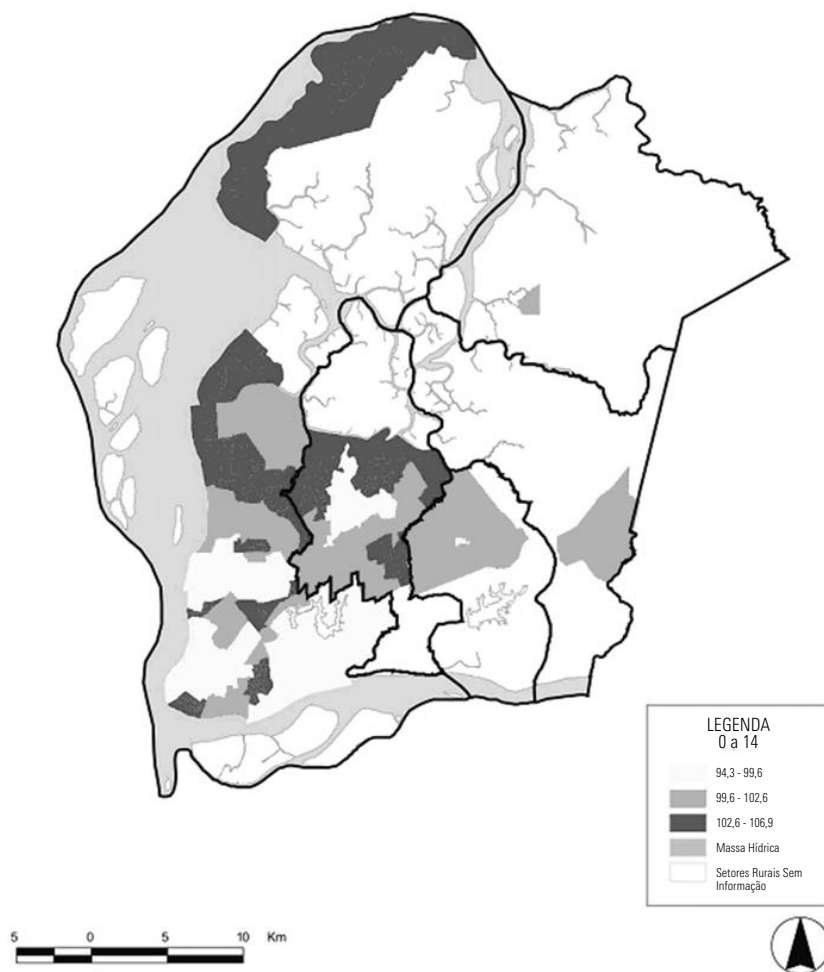 LEGENDA
0 a 14
94,3 - 99,6
99,6 - 102,6
102,6 - 106,9
Massa Hídrica
Setores Rurais Sem
Informação
5 0 5 10 Km